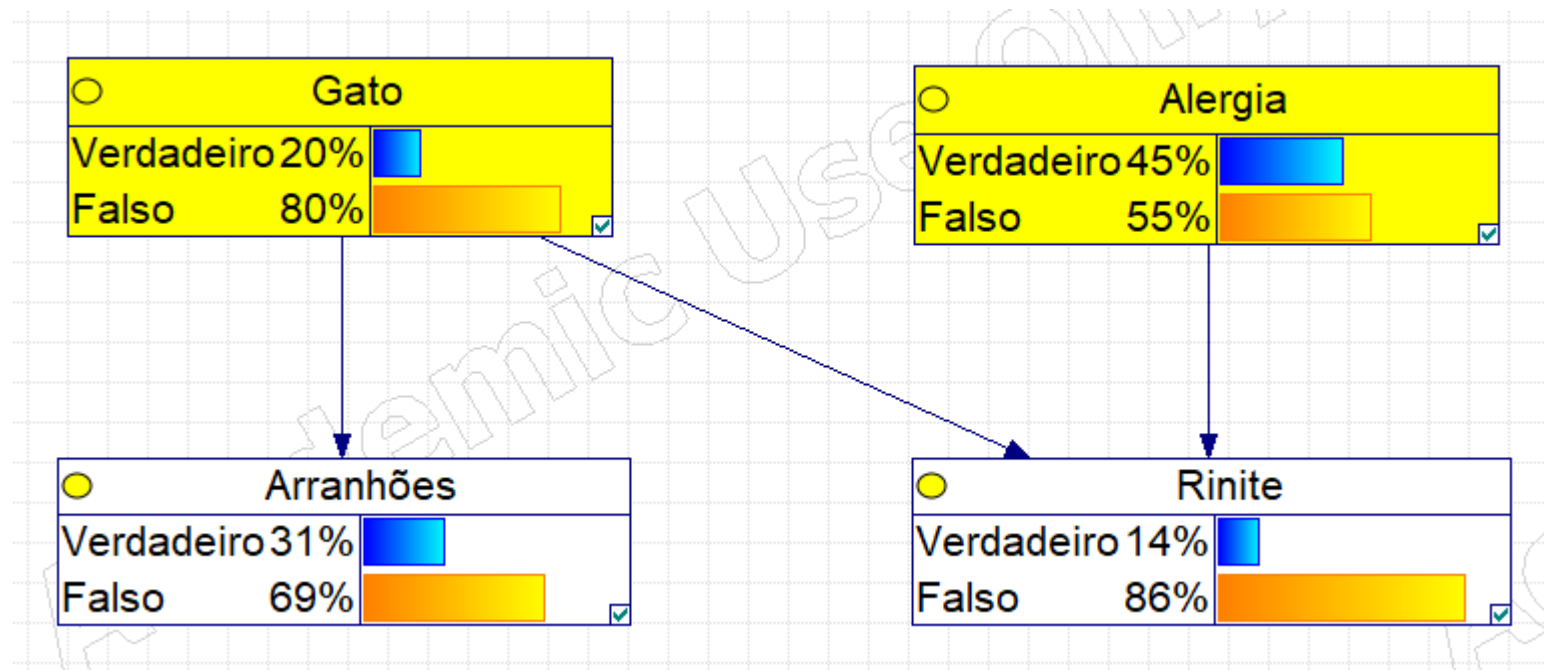 Gato
Verdadeiro 20%
Falso 80%
Alergia
Verdadeiro 45%
Falso 55%
Arranhões
Verdadeiro 31%
Falso 69%
Rinite
Verdadeiro 14%
Falso 86%